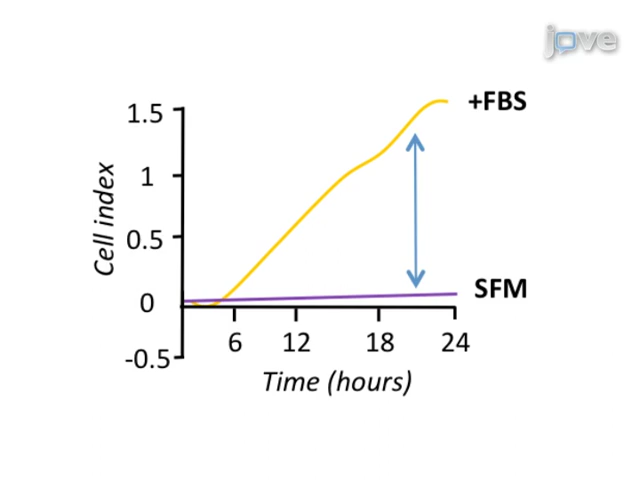 jove
+FBS
1.5
1
0.5
0
-0.5
Cell index
SFM
6 12 18 24
Time (hours)